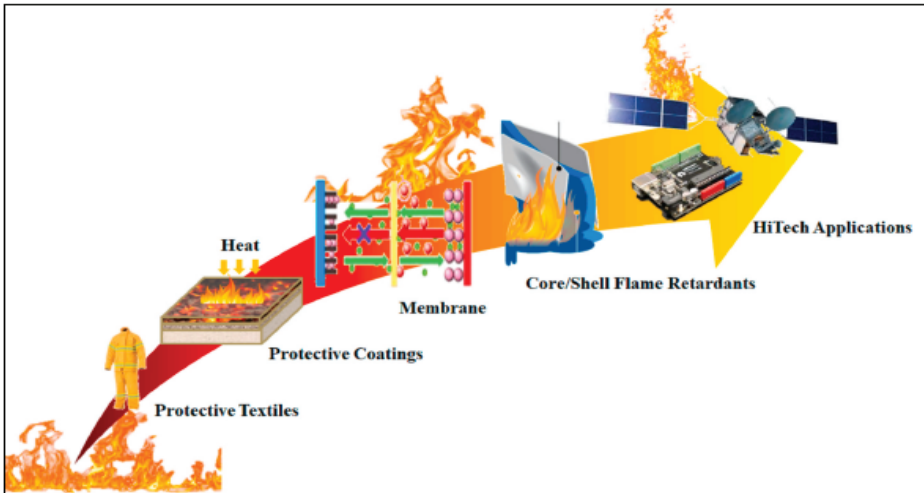 HiTech Applications
Core/Shell Flame Retardants
Membrane
Heat
Protective Coatings
Protective Textiles